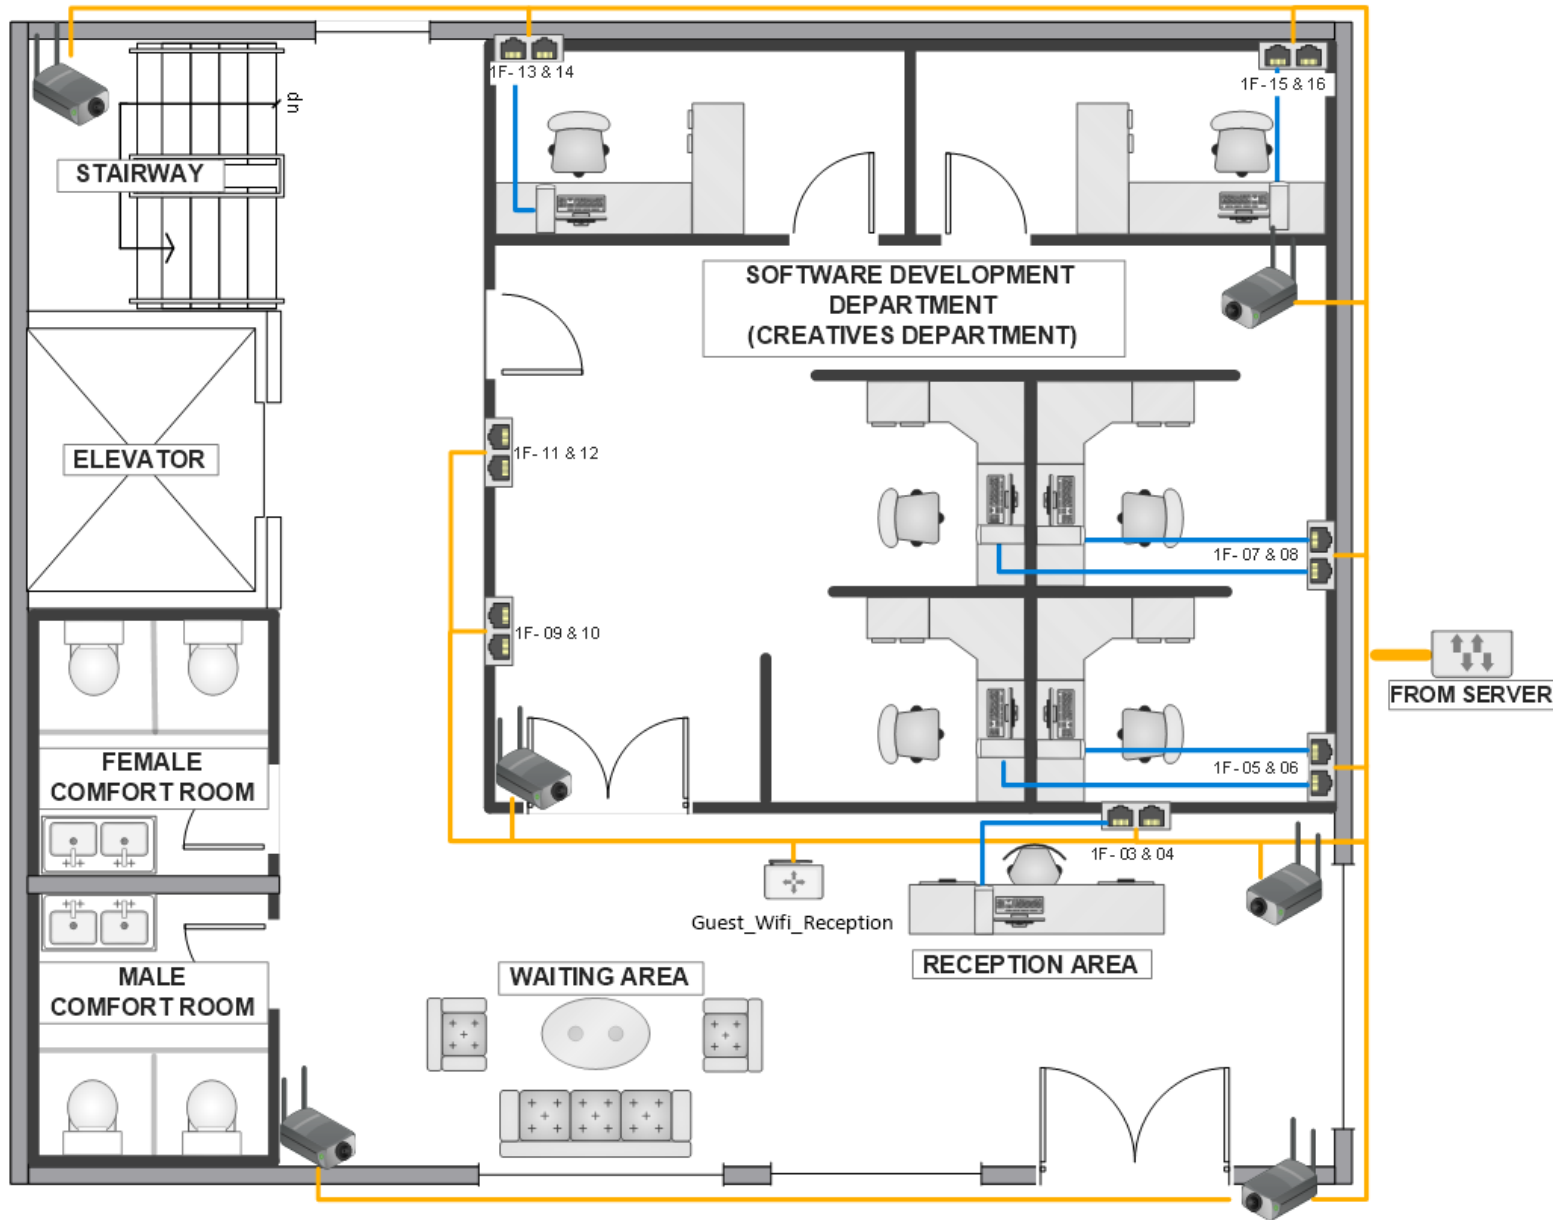 1F- 13 & 14
1F- 15 & 16
dn
STAIRWAY
SOFTWARE DEVELOPMENT
DEPARTMENT
(CREATIVES DEPARTMENT)
ELEVATOR
1F- 11 & 12
1F- 07 & 08
1F- 09 & 10
FROM SERVER
FEMALE
COMFORT ROOM
1F- 05 & 06
1F- 03 & 04
Guest_Wifi_Reception
RECEPTION AREA
MALE
COMFORT ROOM
WAITING AREA